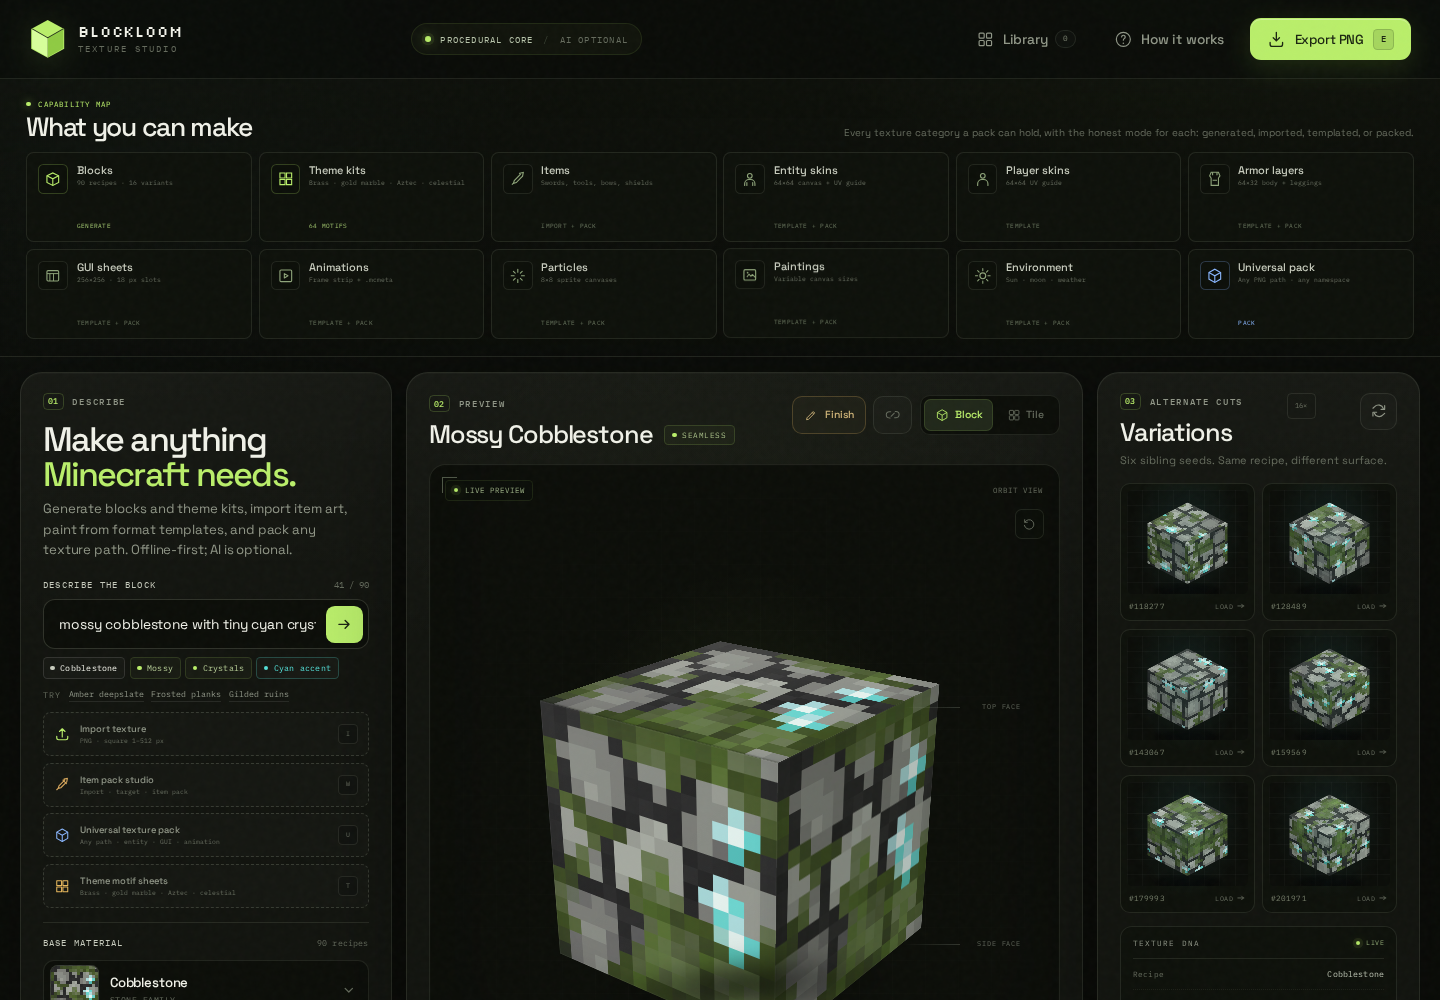 BLOCKLOOM
TEXTURE STUDIO
PROCEDURAL CORE / AI OPTIONAL
Library 0
How it works
Export PNG E
CAPABILITY MAP
What you can make
Every texture category a pack can hold, with the honest mode for each: generated, imported, templated, or packed.
Blocks
90 recipes · 16 variants
GENERATE
Theme kits
Brass · gold marble · Aztec · celestial
64 MOTIFS
Items
Swords, tools, bows, shields
IMPORT › PACK
Entity skins
64×64 canvas + UV guide
TEMPLATE › PACK
Player skins
64×64 UV guide
TEMPLATE
Armor layers
64×32 body + leggings
TEMPLATE › PACK
GUI sheets
256×256 · 18 px slots
TEMPLATE › PACK
Animations
Frame strip + .mcmeta
TEMPLATE › PACK
Particles
8×8 sprite canvases
TEMPLATE › PACK
Paintings
Variable canvas sizes
TEMPLATE › PACK
Environment
Sun · moon · weather
TEMPLATE › PACK
Universal pack
Any PNG path · any namespace
PACK
01 DESCRIBE
Make anything
Minecraft needs.
Generate blocks and theme kits, import item art,
paint from format templates, and pack any
texture path. Offline-first; AI is optional.
DESCRIBE THE BLOCK 41 / 90
mossy cobblestone with tiny cyan cryst
Cobblestone Mossy Crystals Cyan accent
TRY Amber deepslate Frosted planks Gilded ruins
Import texture
PNG · square 1–512 px
I
Item pack studio
Import · target · item pack
W
Universal texture pack
Any path · entity · GUI · animation
U
Theme motif sheets
Brass · gold marble · Aztec · celestial
T
BASE MATERIAL 90 recipes
Cobblestone
STONE FAMILY
02 PREVIEW
Mossy Cobblestone SEAMLESS
Finish
Block Tile
LIVE PREVIEW
ORBIT VIEW
TOP FACE
SIDE FACE
03 ALTERNATE CUTS
16×
Variations
Six sibling seeds. Same recipe, different surface.
#118277 LOAD →
#128489 LOAD →
#143067 LOAD →
#159569 LOAD →
#179993 LOAD →
#201971 LOAD →
TEXTURE DNA LIVE
Recipe Cobblestone